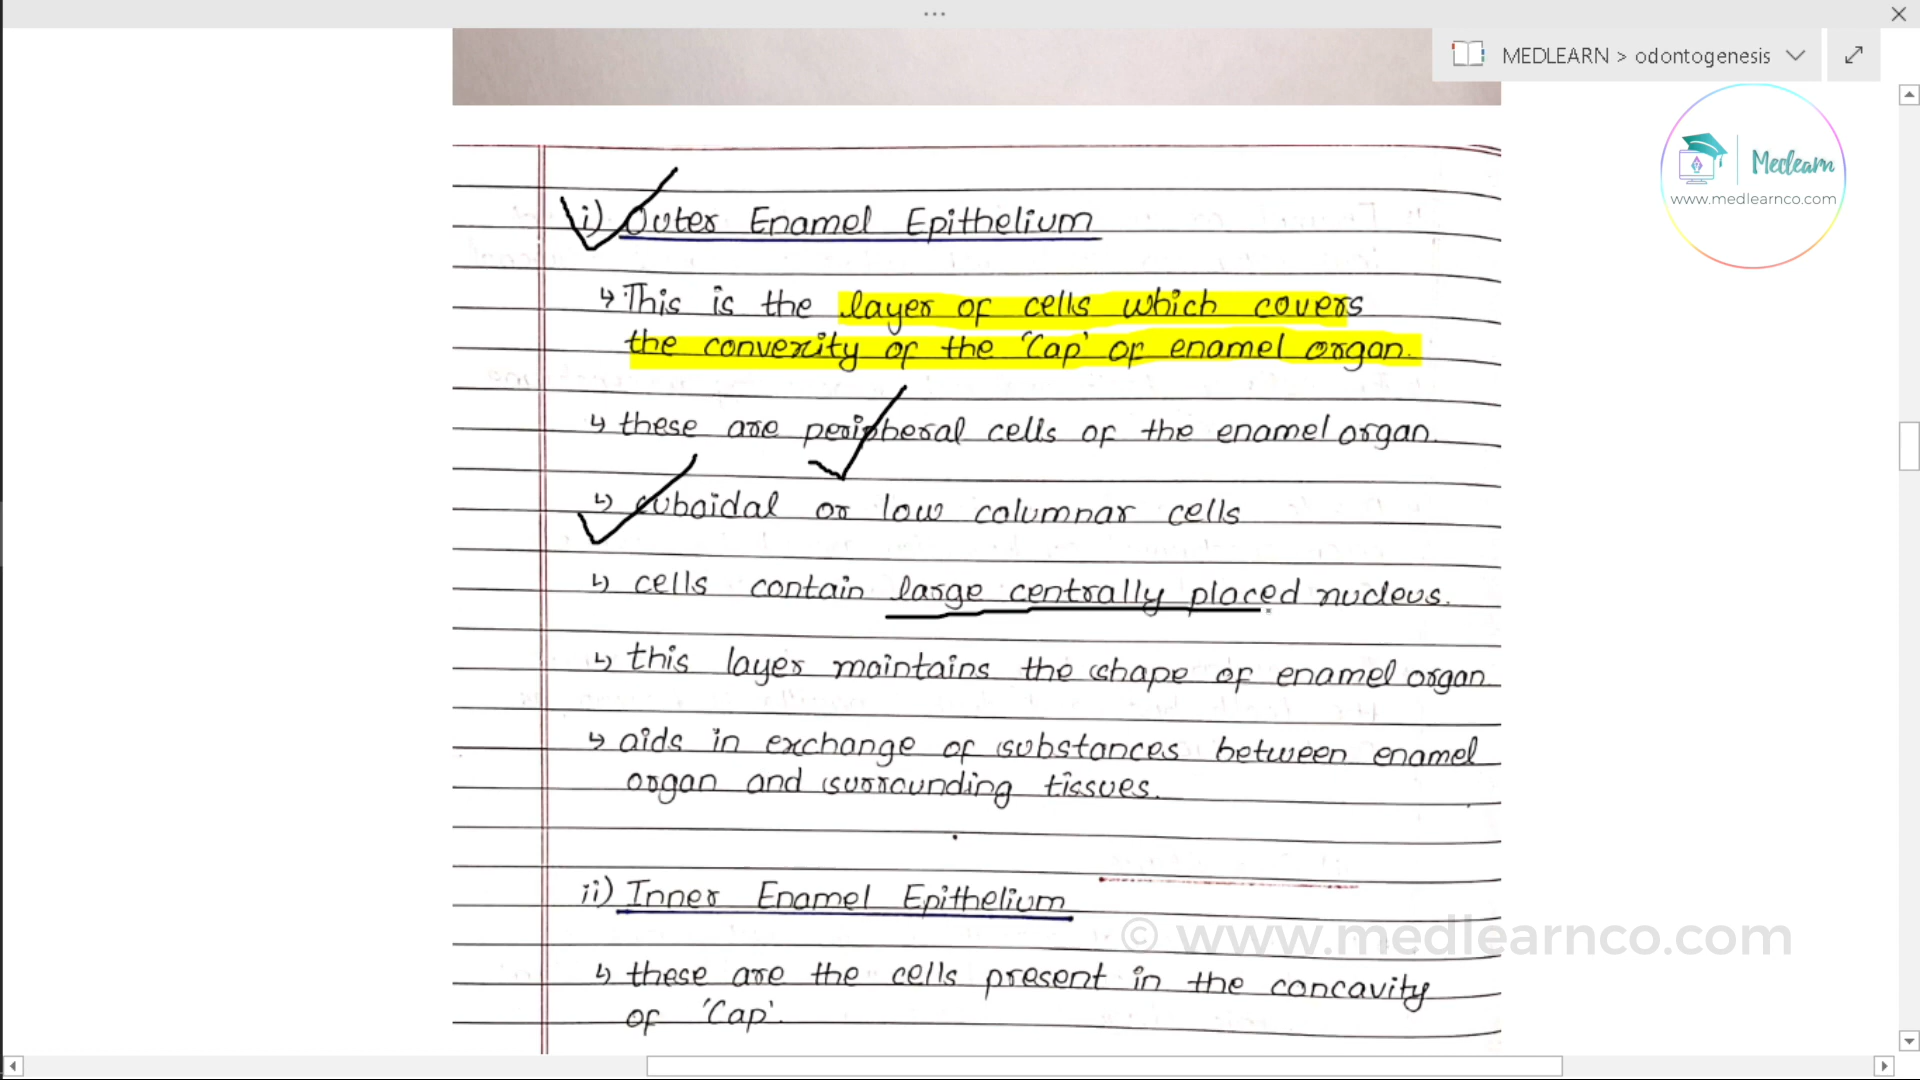 ...
MEDLEARN > odontogenesis
Medlearn
www.medlearnco.com
i) Outer Enamel Epithelium
↳ This is the layer of cells which covers
the convexity of the 'Cap' of enamel organ.
↳ these are peripheral cells of the enamel organ.
↳ cuboidal or low columnar cells
↳ cells contain large centrally placed nucleus.
↳ this layer maintains the shape of enamel organ
↳ aids in exchange of substances between enamel
organ and surrounding tissues.
ii) Inner Enamel Epithelium
© www.medlearnco.com
↳ these are the cells present in the concavity
of 'Cap'.